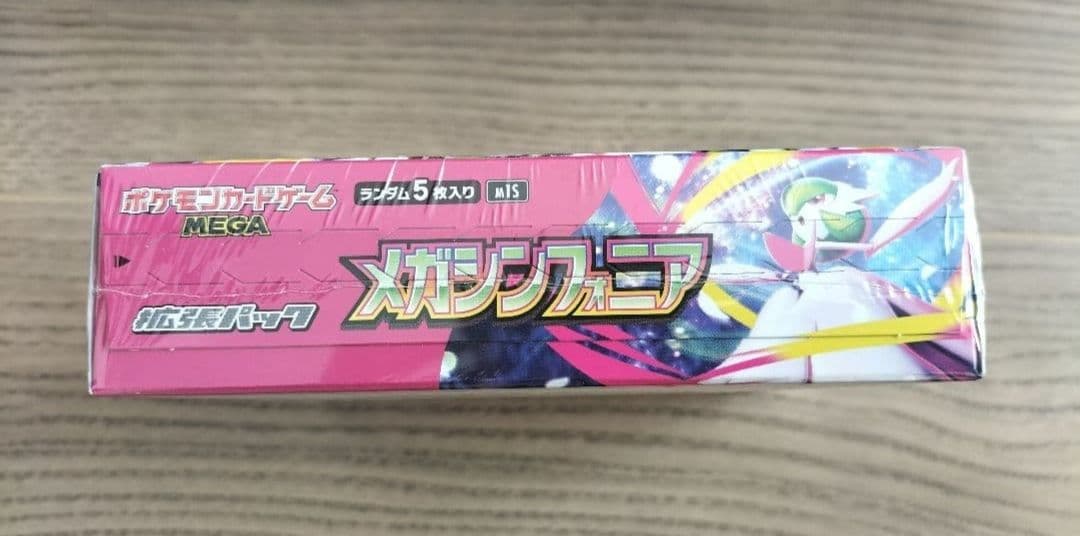 ポケモンカードゲーム
MEGA
ランダム5枚入り M1S
メガシンフォニア
拡張パック